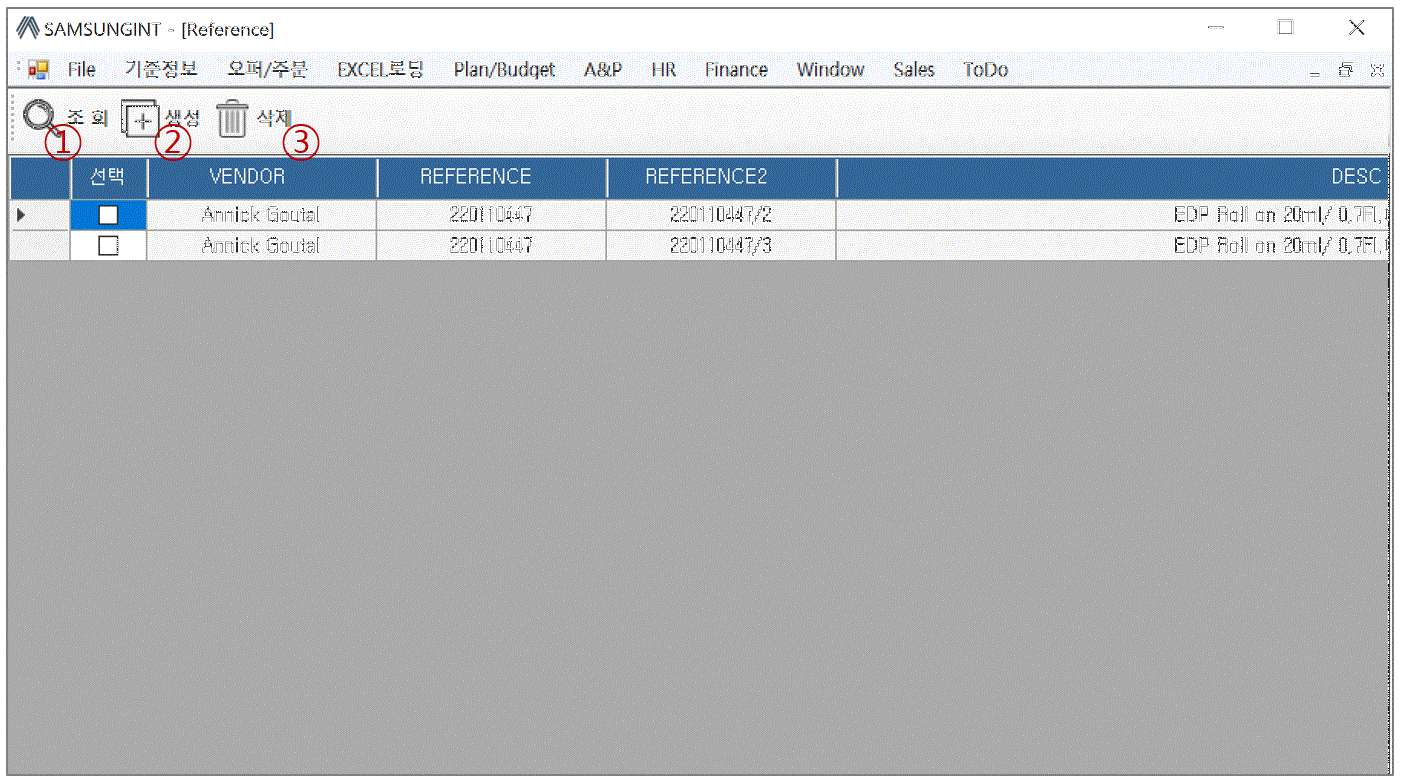 SAMSUNGINT - [Reference]
File 기준정보 오퍼/주문 EXCEL로딩 Plan/Budget A&P HR Finance Window Sales ToDo
조 회 생성 삭제
① ② ③
선택 VENDOR REFERENCE REFERENCE2 DESC
Annick Goutal 220110447 220110447/2 EDP Roll on 20ml/ 0,7Fl,
Annick Goutal 220110447 220110447/3 EDP Roll on 20ml/ 0,7Fl,